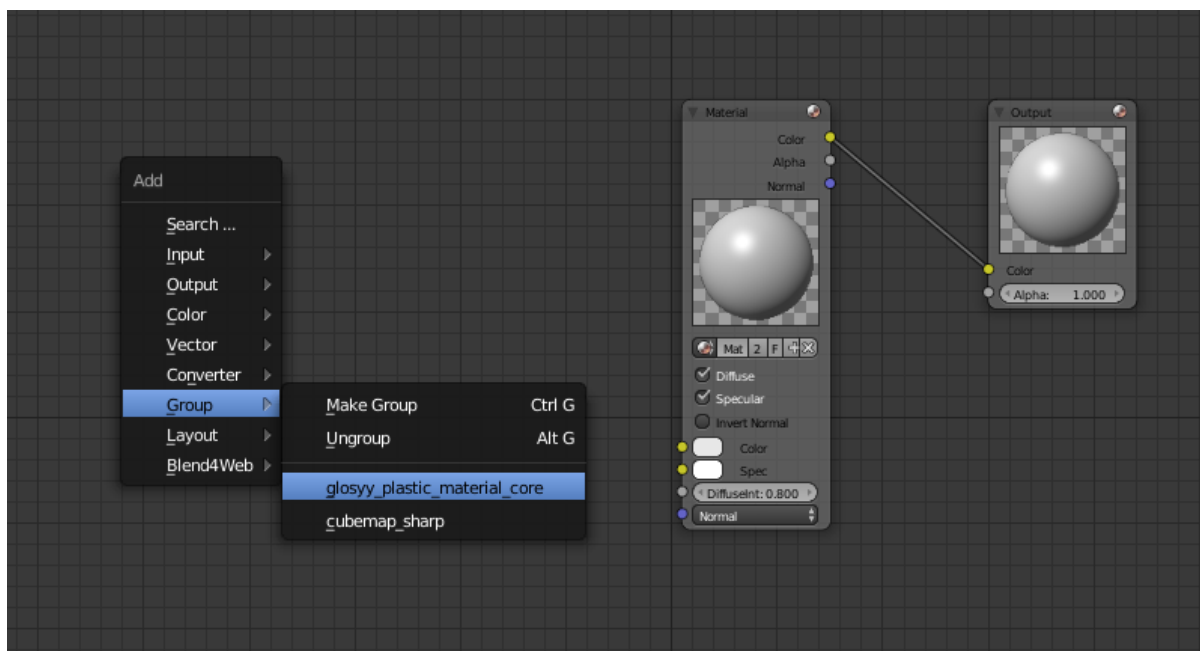 Add
Search ...
Input
Output
Color
Vector
Converter
Group
Layout
Blend4Web
Make Group Ctrl G
Ungroup Alt G
glosyy_plastic_material_core
cubemap_sharp
Material
Color
Alpha
Normal
Mat 2 F
Diffuse
Specular
Invert Normal
Color
Spec
DiffuseInt: 0.800
Normal
Output
Color
Alpha: 1.000